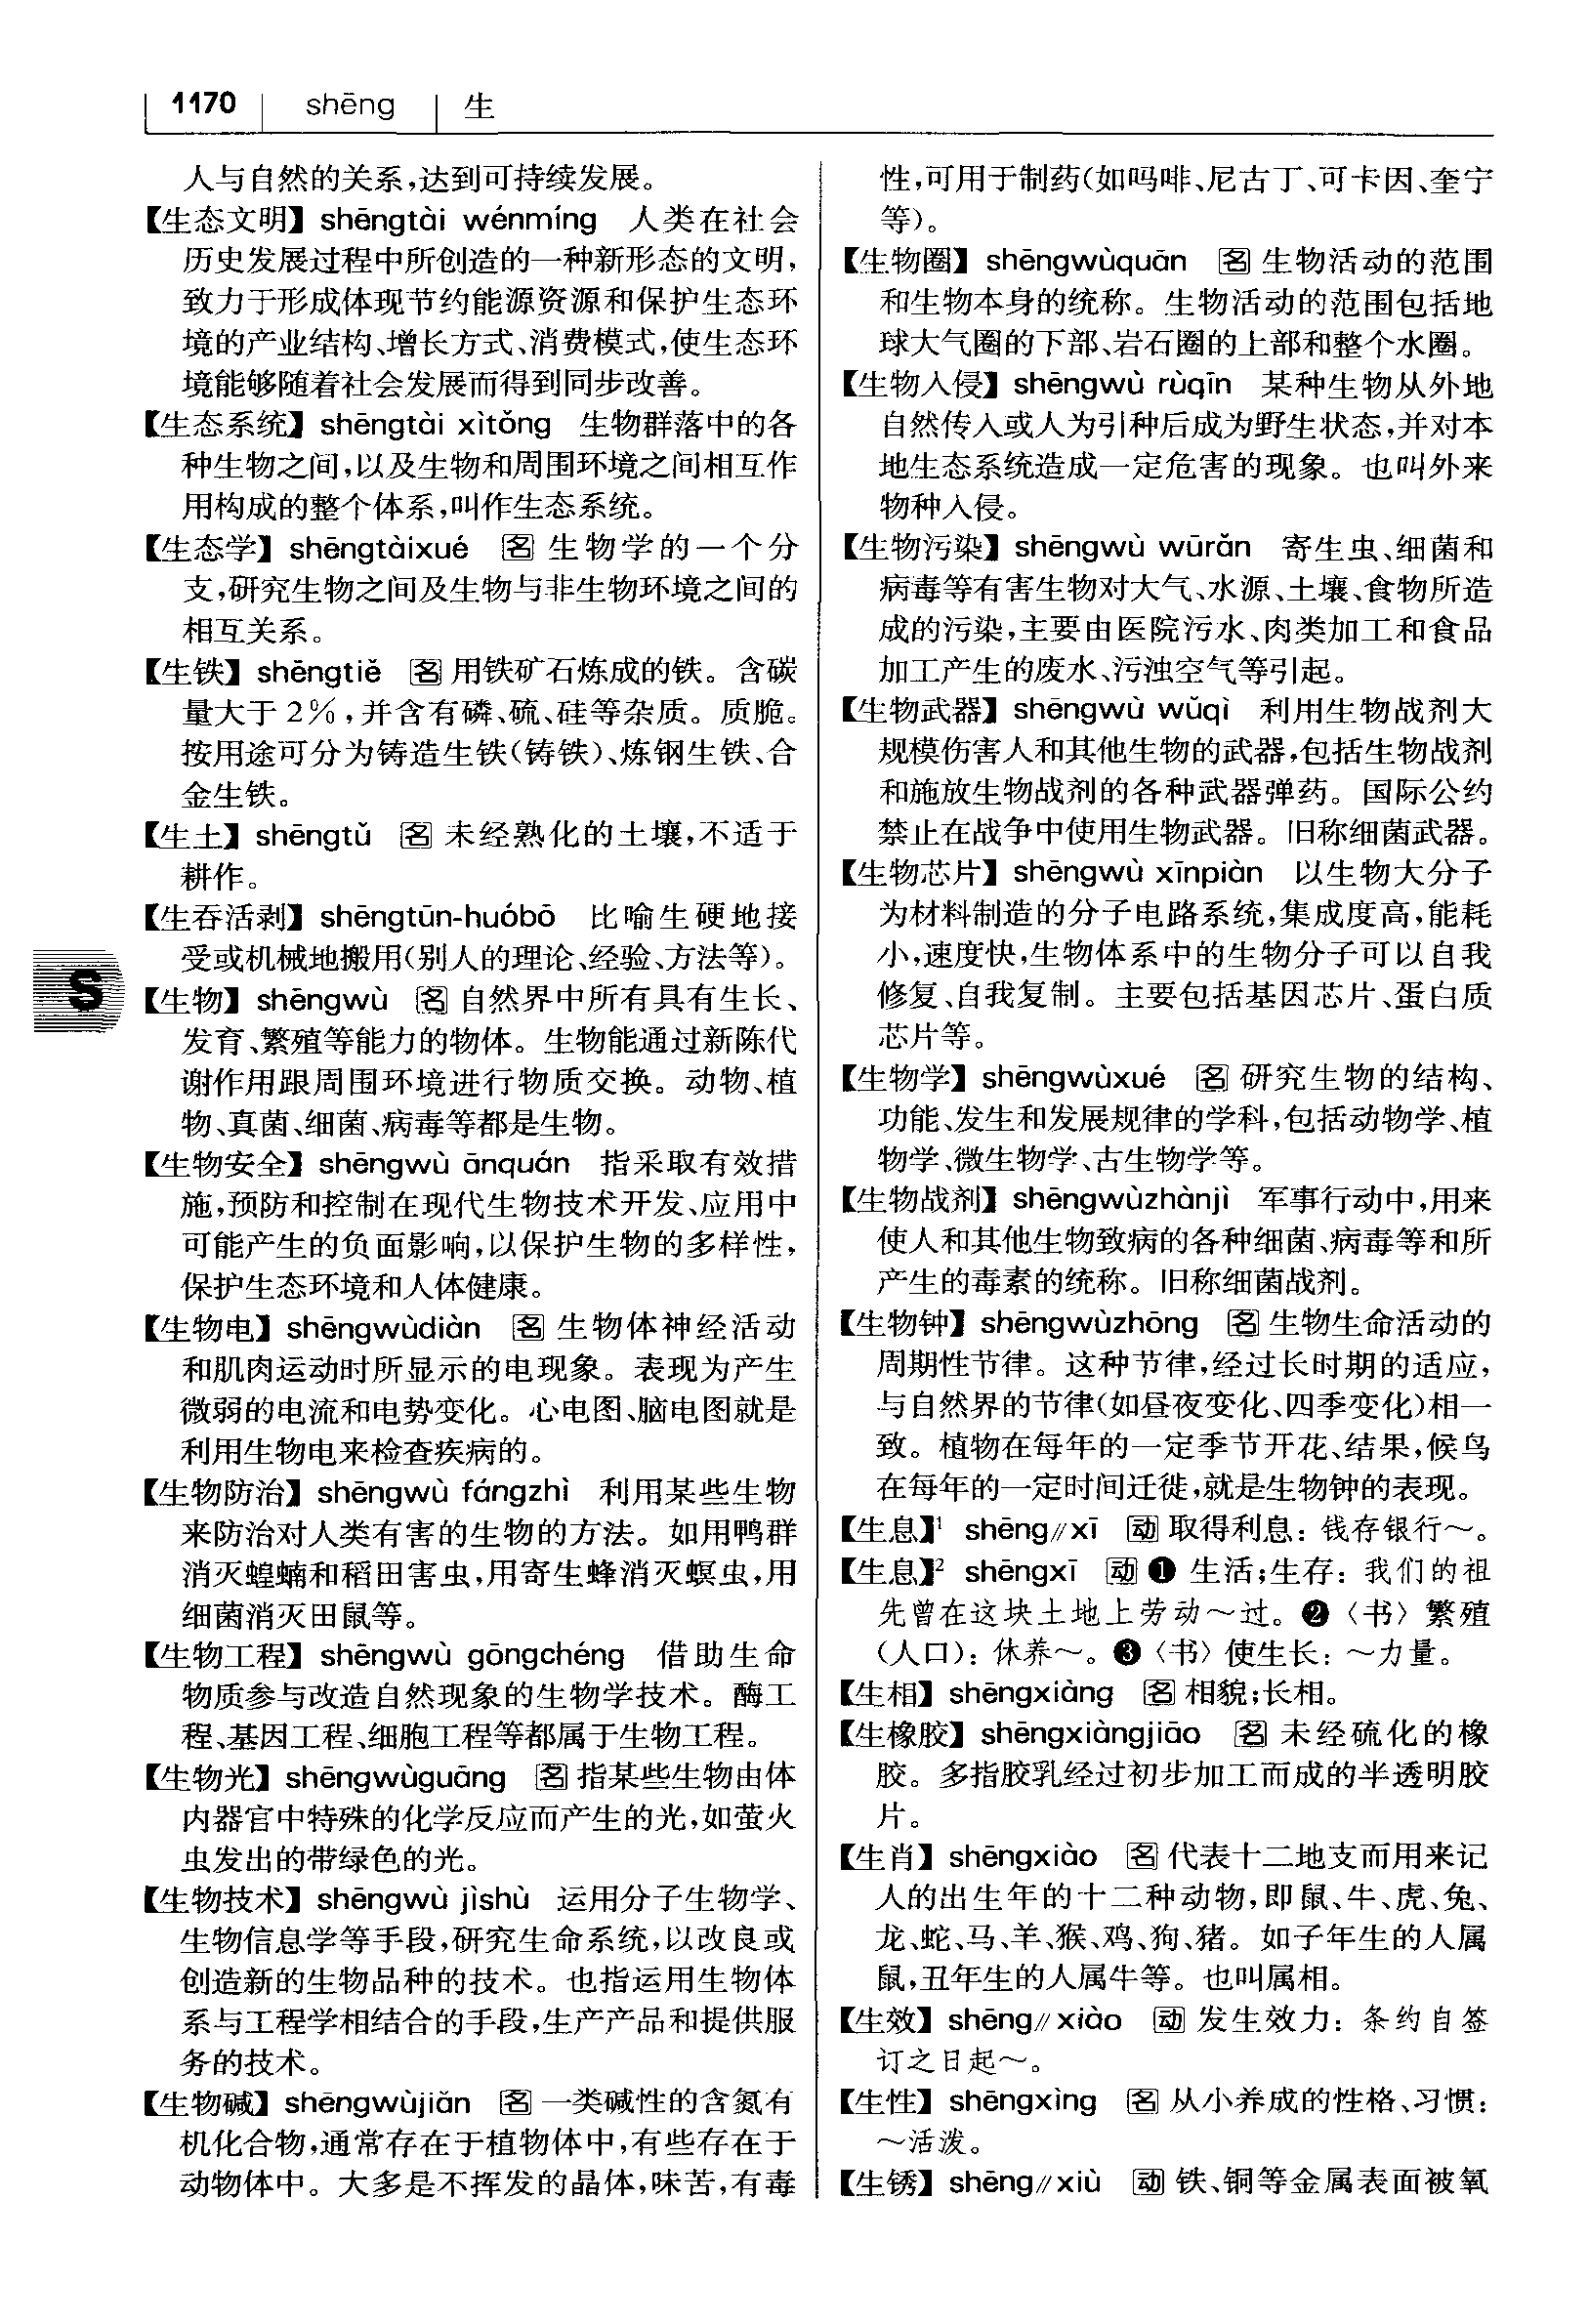 1170 shēng 生
人与自然的关系,达到可持续发展。
【生态文明】 shēngtài wénmíng 人类在社会
历史发展过程中所创造的一种新形态的文明,
致力于形成体现节约能源资源和保护生态环
境的产业结构、增长方式、消费模式,使生态环
境能够随着社会发展而得到同步改善。
【生态系统】 shēngtài xìtǒng 生物群落中的各
种生物之间,以及生物和周围环境之间相互作
用构成的整个体系,叫作生态系统。
【生态学】 shēngtàixué 名 生物学的一个分
支,研究生物之间及生物与非生物环境之间的
相互关系。
【生铁】 shēngtiě 名 用铁矿石炼成的铁。含碳
量大于2%,并含有磷、硫、硅等杂质。质脆。
按用途可分为铸造生铁(铸铁)、炼钢生铁、合
金生铁。
【生土】 shēngtǔ 名 未经熟化的土壤,不适于
耕作。
【生吞活剥】 shēngtūn-huóbō 比喻生硬地接
受或机械地搬用(别人的理论、经验、方法等)。
【生物】 shēngwù 名 自然界中所有具有生长、
发育、繁殖等能力的物体。生物能通过新陈代
谢作用跟周围环境进行物质交换。动物、植
物、真菌、细菌、病毒等都是生物。
【生物安全】 shēngwù ānquán 指采取有效措
施,预防和控制在现代生物技术开发、应用中
可能产生的负面影响,以保护生物的多样性,
保护生态环境和人体健康。
【生物电】 shēngwùdiàn 名 生物体神经活动
和肌肉运动时所显示的电现象。表现为产生
微弱的电流和电势变化。心电图、脑电图就是
利用生物电来检查疾病的。
【生物防治】 shēngwù fángzhì 利用某些生物
来防治对人类有害的生物的方法。如用鸭群
消灭蝗蝻和稻田害虫,用寄生蜂消灭螟虫,用
细菌消灭田鼠等。
【生物工程】 shēngwù gōngchéng 借助生命
物质参与改造自然现象的生物学技术。酶工
程、基因工程、细胞工程等都属于生物工程。
【生物光】 shēngwùguāng 名 指某些生物由体
内器官中特殊的化学反应而产生的光,如萤火
虫发出的带绿色的光。
【生物技术】 shēngwù jìshù 运用分子生物学、
生物信息学等手段,研究生命系统,以改良或
创造新的生物品种的技术。也指运用生物体
系与工程学相结合的手段,生产产品和提供服
务的技术。
【生物碱】 shēngwùjiǎn 名 一类碱性的含氮有
机化合物,通常存在于植物体中,有些存在于
动物体中。大多是不挥发的晶体,味苦,有毒
S
性,可用于制药(如吗啡、尼古丁、可卡因、奎宁
等)。
【生物圈】 shēngwùquān 名 生物活动的范围
和生物本身的统称。生物活动的范围包括地
球大气圈的下部、岩石圈的上部和整个水圈。
【生物入侵】 shēngwù rùqīn 某种生物从外地
自然传入或人为引种后成为野生状态,并对本
地生态系统造成一定危害的现象。也叫外来
物种入侵。
【生物污染】 shēngwù wūrǎn 寄生虫、细菌和
病毒等有害生物对大气、水源、土壤、食物所造
成的污染,主要由医院污水、肉类加工和食品
加工产生的废水、污浊空气等引起。
【生物武器】 shēngwù wǔqì 利用生物战剂大
规模伤害人和其他生物的武器,包括生物战剂
和施放生物战剂的各种武器弹药。国际公约
禁止在战争中使用生物武器。旧称细菌武器。
【生物芯片】 shēngwù xīnpiàn 以生物大分子
为材料制造的分子电路系统,集成度高,能耗
小,速度快,生物体系中的生物分子可以自我
修复、自我复制。主要包括基因芯片、蛋白质
芯片等。
【生物学】 shēngwùxué 名 研究生物的结构、
功能、发生和发展规律的学科,包括动物学、植
物学、微生物学、古生物学等。
【生物战剂】 shēngwùzhànjì 军事行动中,用来
使人和其他生物致病的各种细菌、病毒等和所
产生的毒素的统称。旧称细菌战剂。
【生物钟】 shēngwùzhōng 名 生物生命活动的
周期性节律。这种节律,经过长时期的适应,
与自然界的节律(如昼夜变化、四季变化)相一
致。植物在每年的一定季节开花、结果,候鸟
在每年的一定时间迁徙,就是生物钟的表现。
【生息】¹ shēng∥xī 动 取得利息：钱存银行～。
【生息】² shēngxī 动 ❶ 生活;生存：我们的祖
先曾在这块土地上劳动～过。❷〈书〉繁殖
(人口)：休养～。❸〈书〉使生长：～力量。
【生相】 shēngxiàng 名 相貌;长相。
【生橡胶】 shēngxiàngjiāo 名 未经硫化的橡
胶。多指胶乳经过初步加工而成的半透明胶
片。
【生肖】 shēngxiào 名 代表十二地支而用来记
人的出生年的十二种动物,即鼠、牛、虎、兔、
龙、蛇、马、羊、猴、鸡、狗、猪。如子年生的人属
鼠,丑年生的人属牛等。也叫属相。
【生效】 shēng∥xiào 动 发生效力：条约自签
订之日起～。
【生性】 shēngxìng 名 从小养成的性格、习惯：
～活泼。
【生锈】 shēng∥xiù 动 铁、铜等金属表面被氧